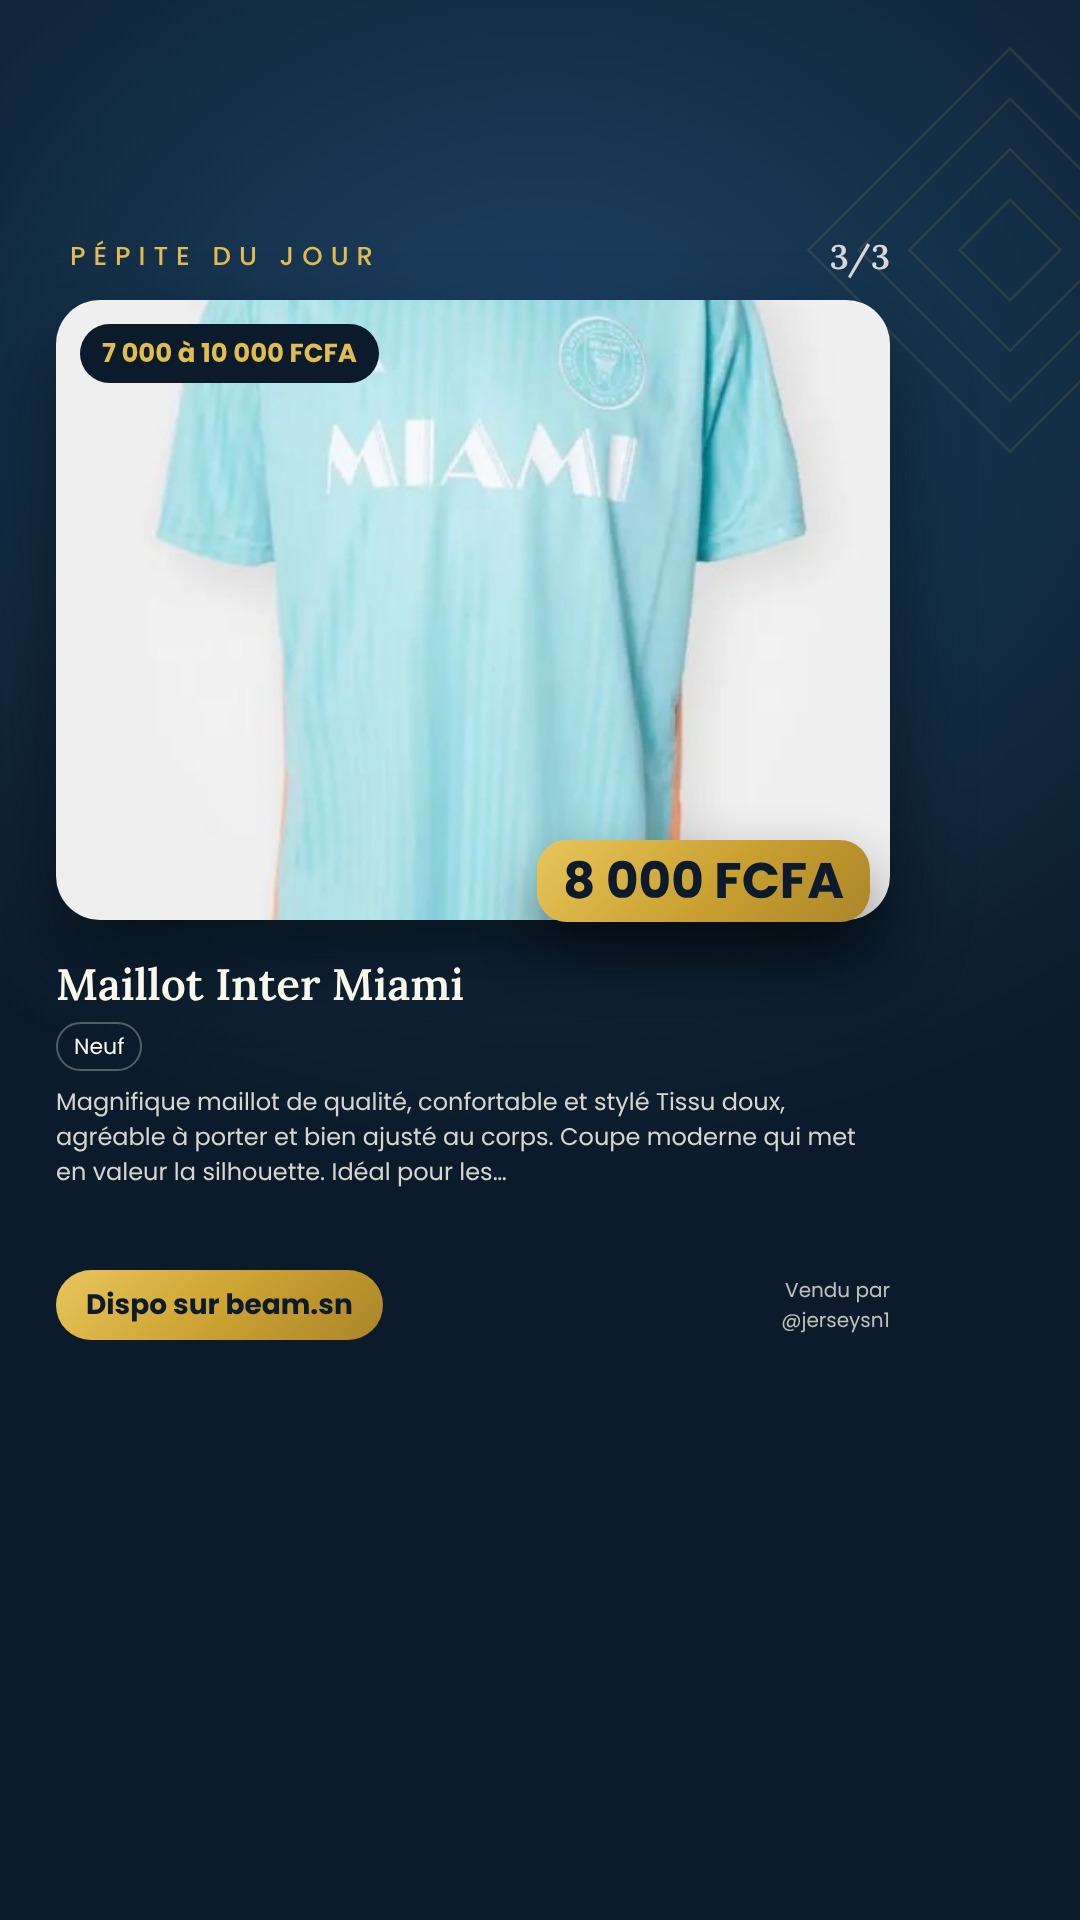 PÉPITE DU JOUR
3/3
7 000 à 10 000 FCFA
MIAMI
8 000 FCFA
Maillot Inter Miami
Neuf
Magnifique maillot de qualité, confortable et stylé Tissu doux,
agréable à porter et bien ajusté au corps. Coupe moderne qui met
en valeur la silhouette. Idéal pour les...
Dispo sur beam.sn
Vendu par
@jerseysn1